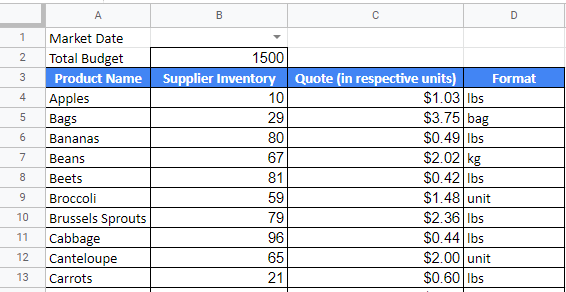 A B C D
1 Market Date
2 Total Budget 1500
3 Product Name Supplier Inventory Quote (in respective units) Format
4 Apples 10 $1.03 lbs
5 Bags 29 $3.75 bag
6 Bananas 80 $0.49 lbs
7 Beans 67 $2.02 kg
8 Beets 81 $0.42 lbs
9 Broccoli 59 $1.48 unit
10 Brussels Sprouts 79 $2.36 lbs
11 Cabbage 96 $0.44 lbs
12 Canteloupe 65 $2.00 unit
13 Carrots 21 $0.60 lbs